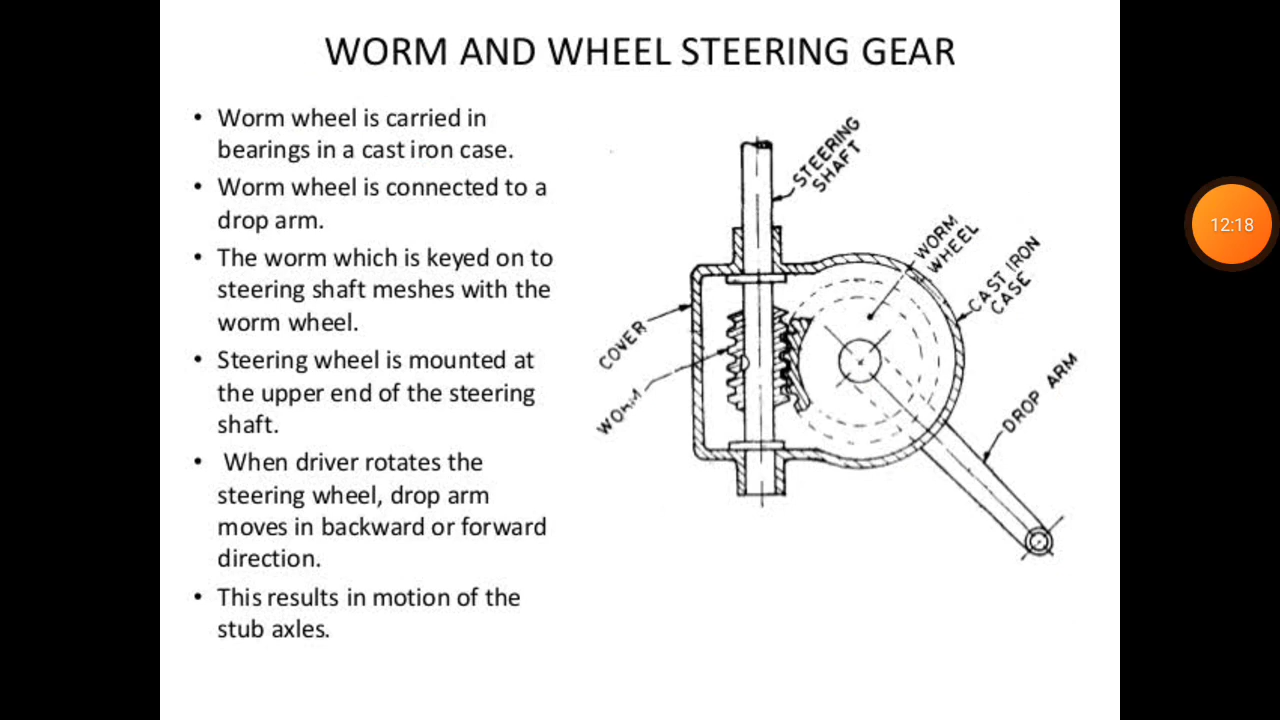 WORM AND WHEEL STEERING GEAR
• Worm wheel is carried in
bearings in a cast iron case.
• Worm wheel is connected to a
drop arm.
• The worm which is keyed on to
steering shaft meshes with the
worm wheel.
• Steering wheel is mounted at
the upper end of the steering
shaft.
• When driver rotates the
steering wheel, drop arm
moves in backward or forward
direction.
• This results in motion of the
stub axles.
STEERING
SHAFT
WORM
WHEEL
CAST IRON
CASE
COVER
WORM
DROP ARM
12:18